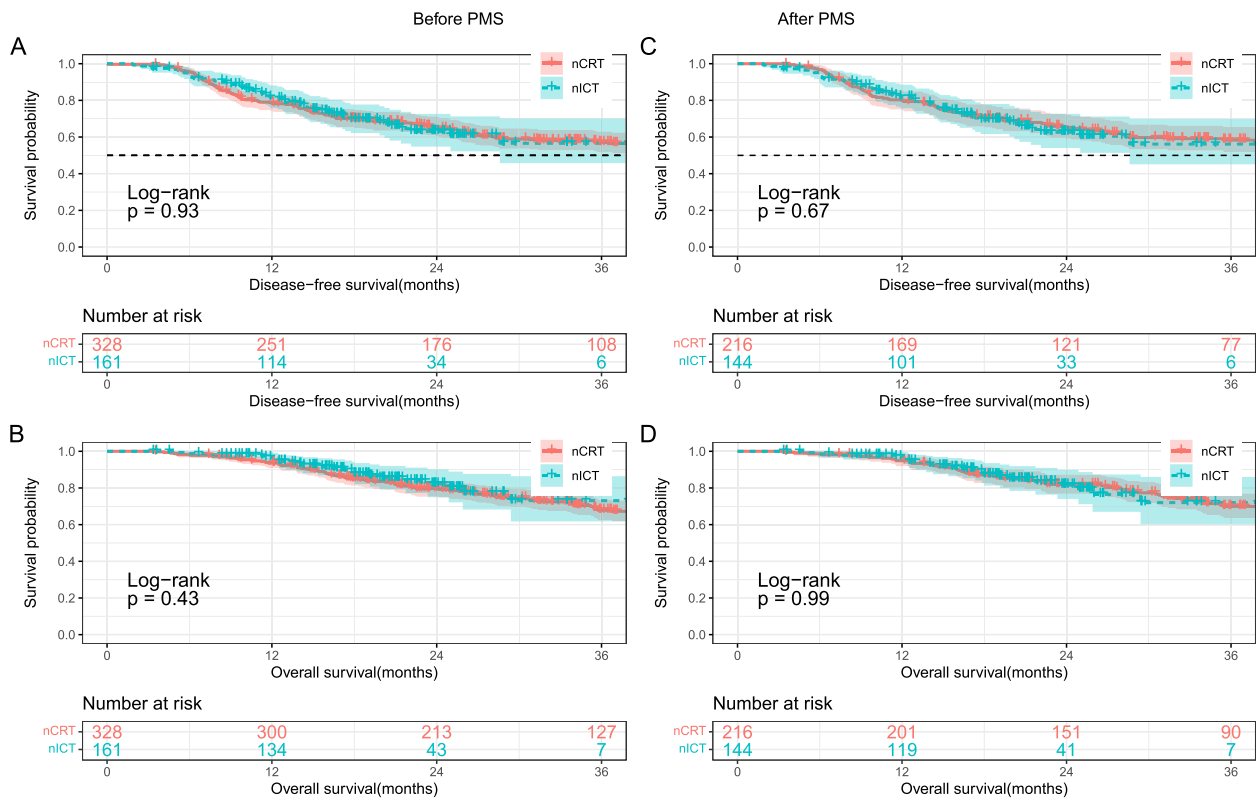 Before PMS
After PMS
A
Survival probability
1.0
0.8
0.6
0.4
0.2
0.0
nCRT
nICT
Log−rank
p = 0.93
0 12 24 36
Disease−free survival(months)
Number at risk
nCRT 328 251 176 108
nICT 161 114 34 6
0 12 24 36
Disease−free survival(months)
C
Survival probability
1.0
0.8
0.6
0.4
0.2
0.0
nCRT
nICT
Log−rank
p = 0.67
0 12 24 36
Disease−free survival(months)
Number at risk
nCRT 216 169 121 77
nICT 144 101 33 6
0 12 24 36
Disease−free survival(months)
B
Survival probability
1.0
0.8
0.6
0.4
0.2
0.0
nCRT
nICT
Log−rank
p = 0.43
0 12 24 36
Overall survival(months)
Number at risk
nCRT 328 300 213 127
nICT 161 134 43 7
0 12 24 36
Overall survival(months)
D
Survival probability
1.0
0.8
0.6
0.4
0.2
0.0
nCRT
nICT
Log−rank
p = 0.99
0 12 24 36
Overall survival(months)
Number at risk
nCRT 216 201 151 90
nICT 144 119 41 7
0 12 24 36
Overall survival(months)